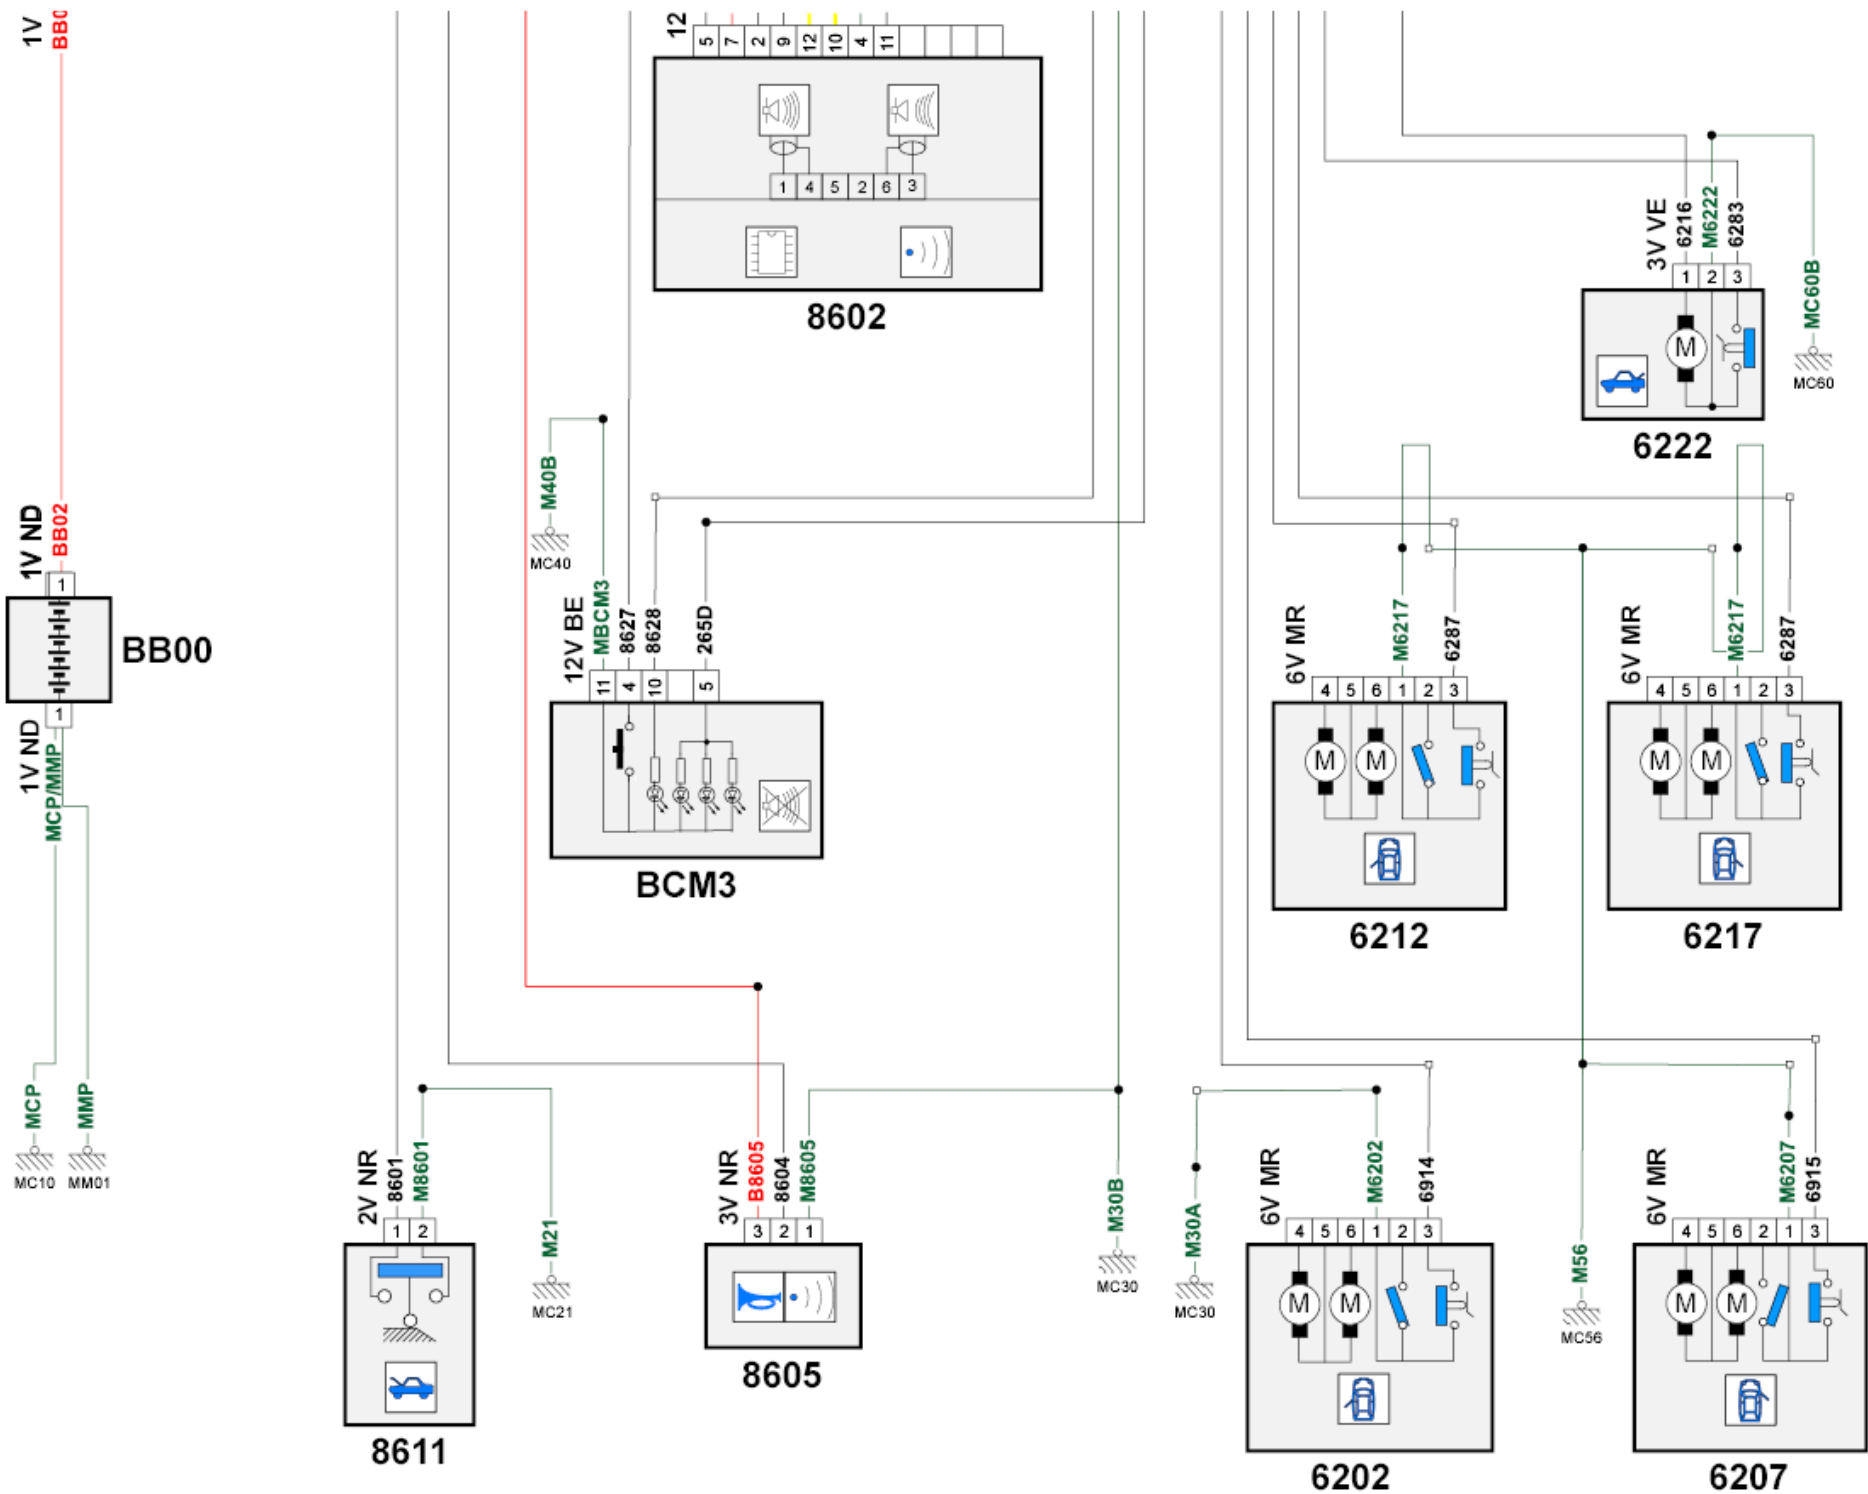 1V
BB0
12
5 7 2 9 12 10 4 11
1 4 5 2 6 3
8602
3V VE
6216
M6222
6283
1 2 3
M
MC60B
MC60
6222
1V ND
BB02
1
BB00
1
1V ND
MCP/MMP
MCP
MMP
MC10
MM01
M40B
MC40
12V BE
MBCM3
8627
8628
265D
11 4 10 5
BCM3
6V MR
M6217
6287
4 5 6 1 2 3
M M
6212
6V MR
M6217
6287
4 5 6 1 2 3
M M
6217
2V NR
8601
M8601
1 2
M21
MC21
8611
3V NR
B8605
8604
M8605
3 2 1
8605
M30B
MC30
M30A
MC30
6V MR
M6202
6914
4 5 6 1 2 3
M M
6202
M56
MC56
6V MR
M6207
6915
4 5 6 2 1 3
M M
6207